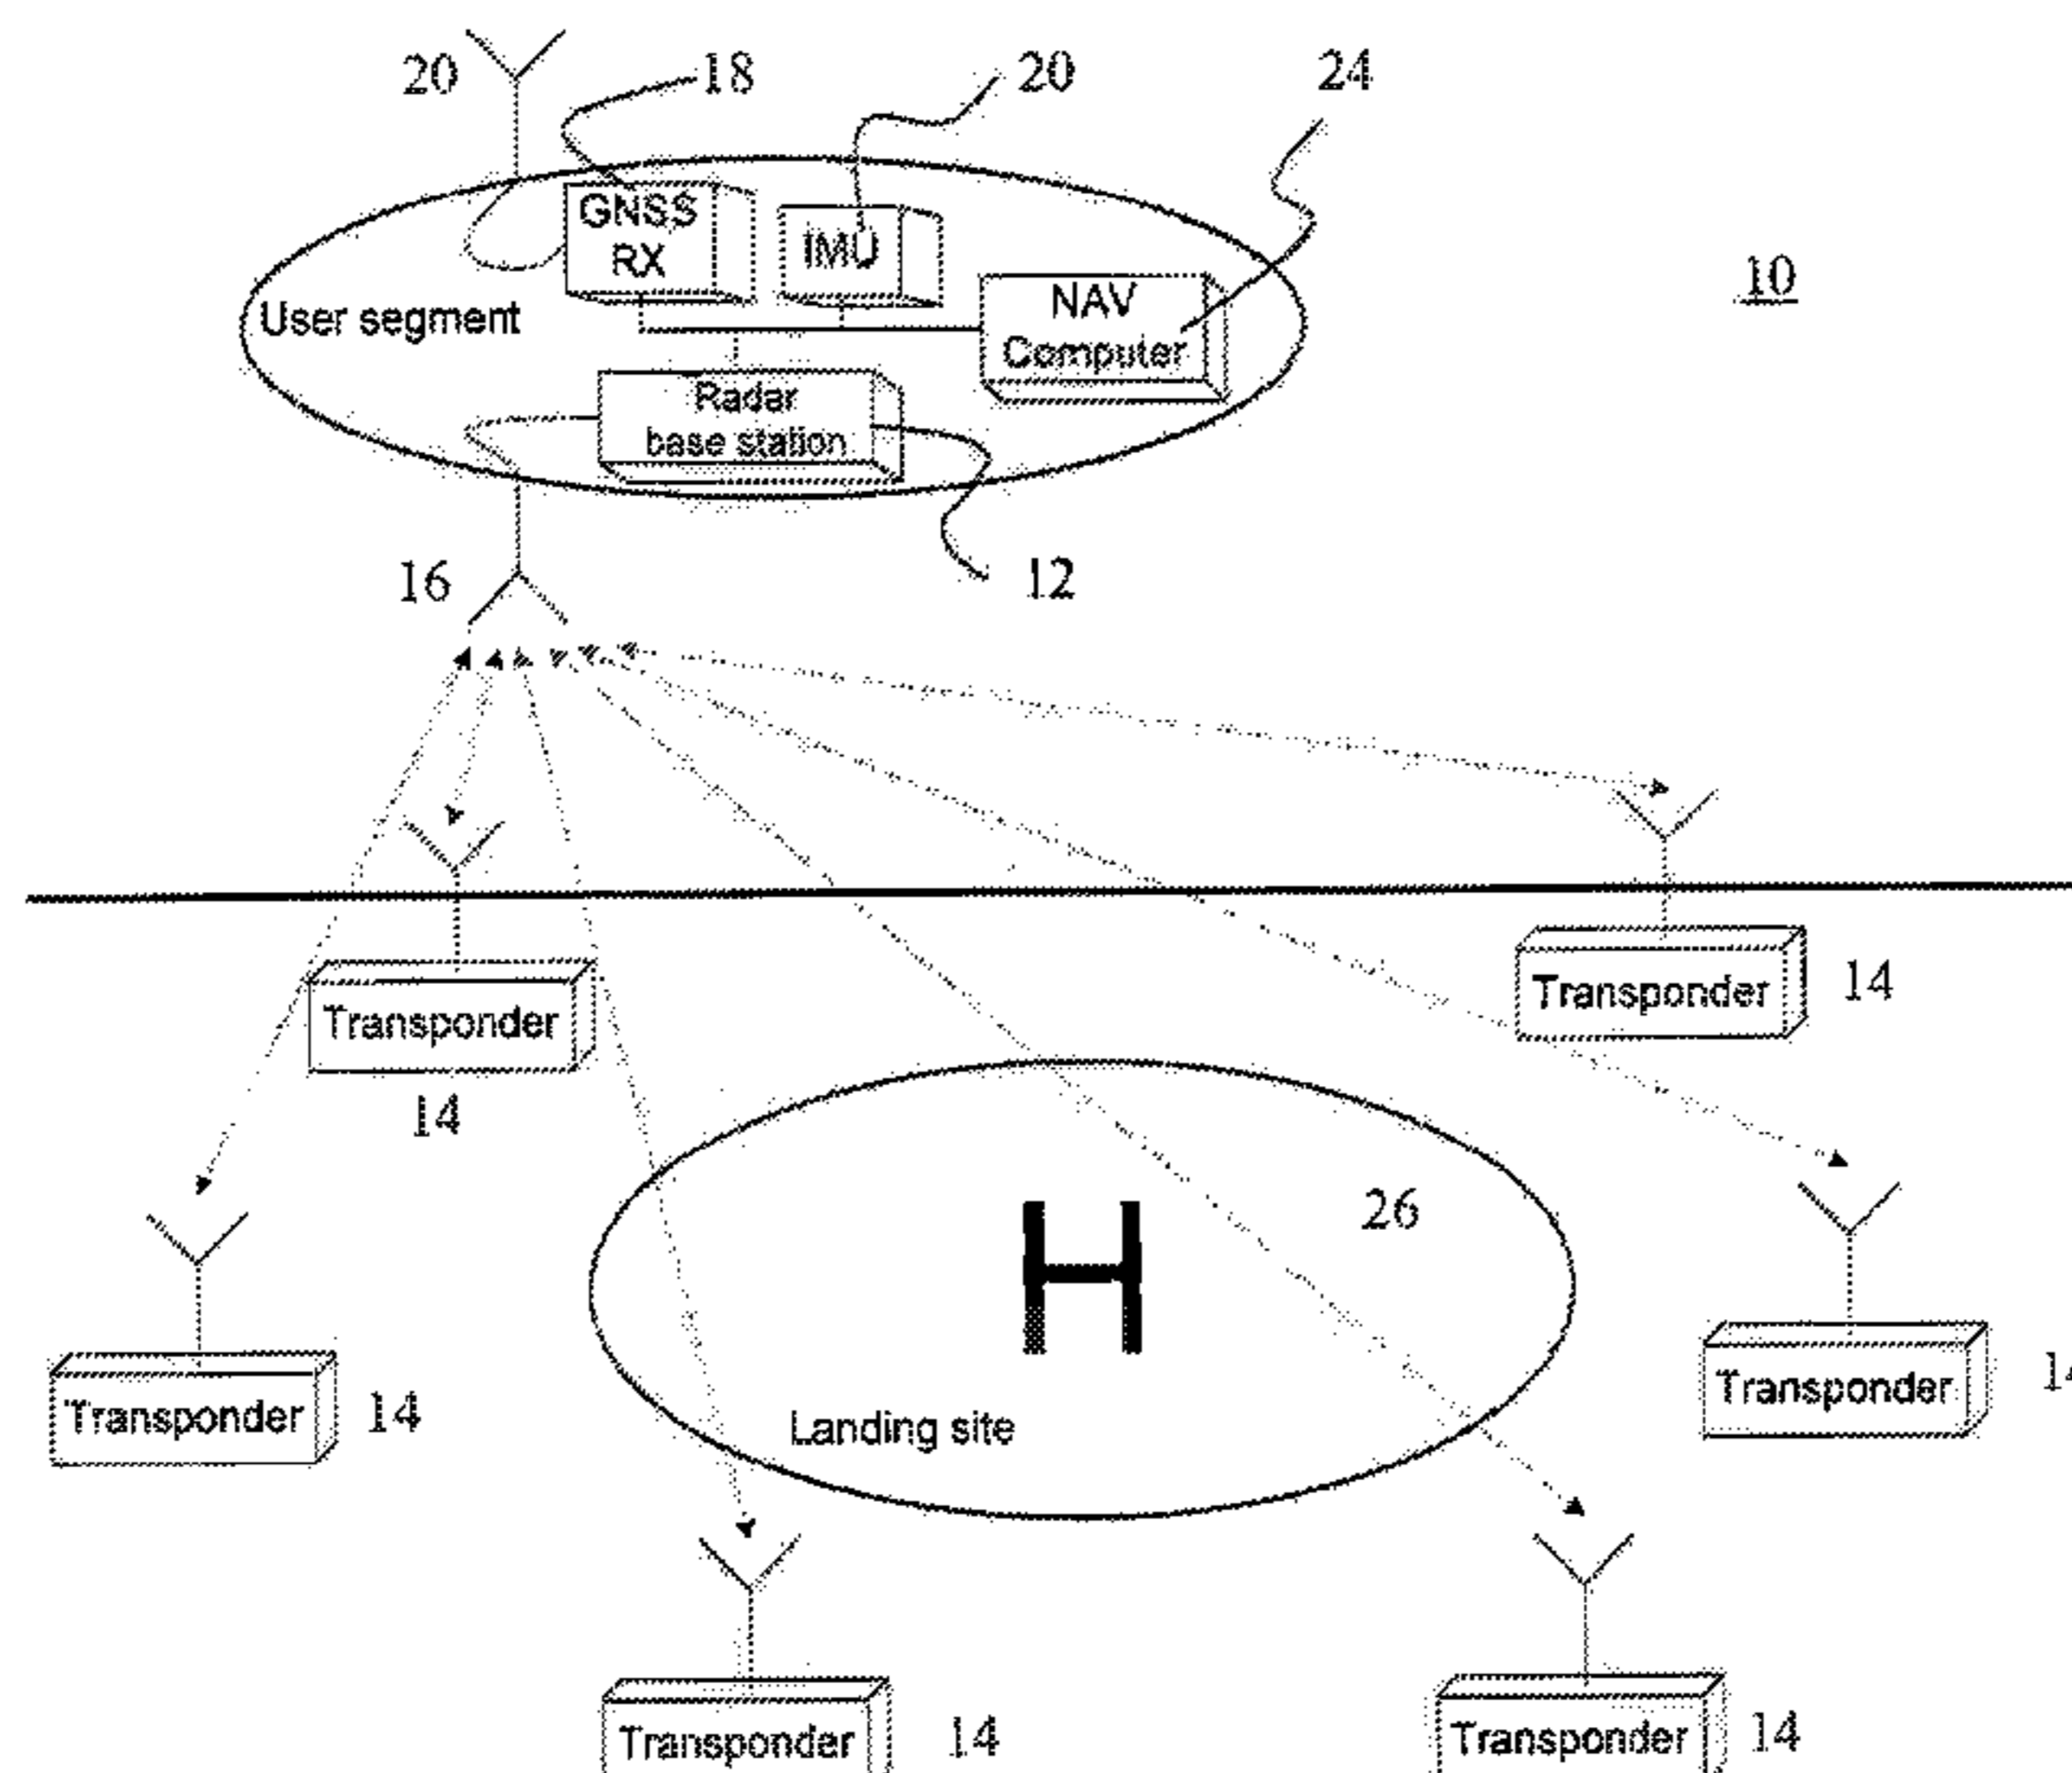 20
18
20
24
GNSS
RX
IMU
10
NAV
Computer
User segment
Radar
base station
16
12
Transponder
14
Transponder
14
26
H
Transponder
14
Transponder
14
Landing site
Transponder
14
Transponder
14